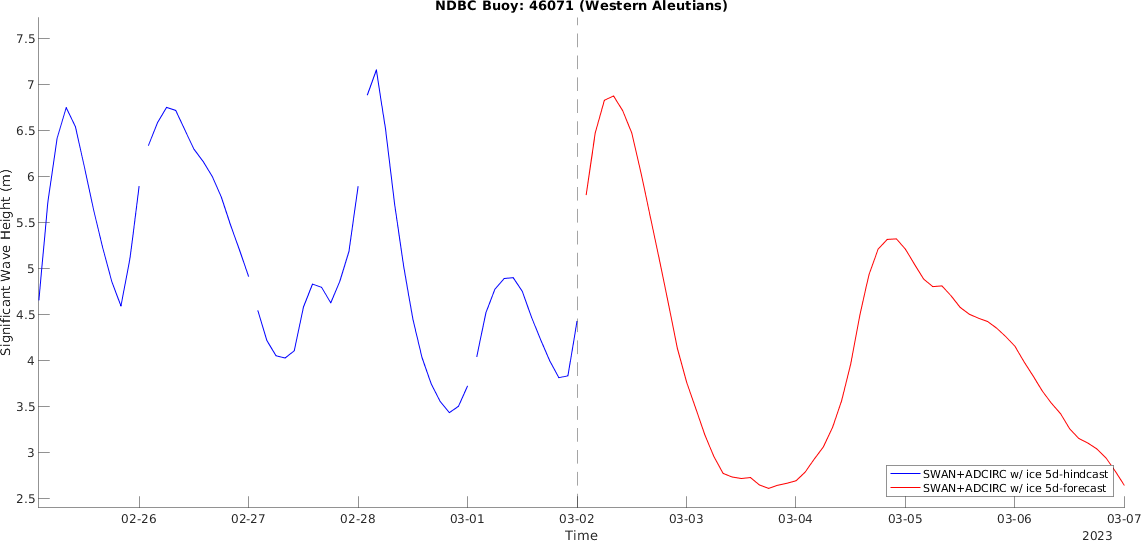 NDBC Buoy: 46071 (Western Aleutians)
Significant Wave Height (m)
7.5
7
6.5
6
5.5
5
4.5
4
3.5
3
2.5
SWAN+ADCIRC w/ ice 5d-hindcast
SWAN+ADCIRC w/ ice 5d-forecast
02-26 02-27 02-28 03-01 03-02 03-03 03-04 03-05 03-06 03-07
Time
2023